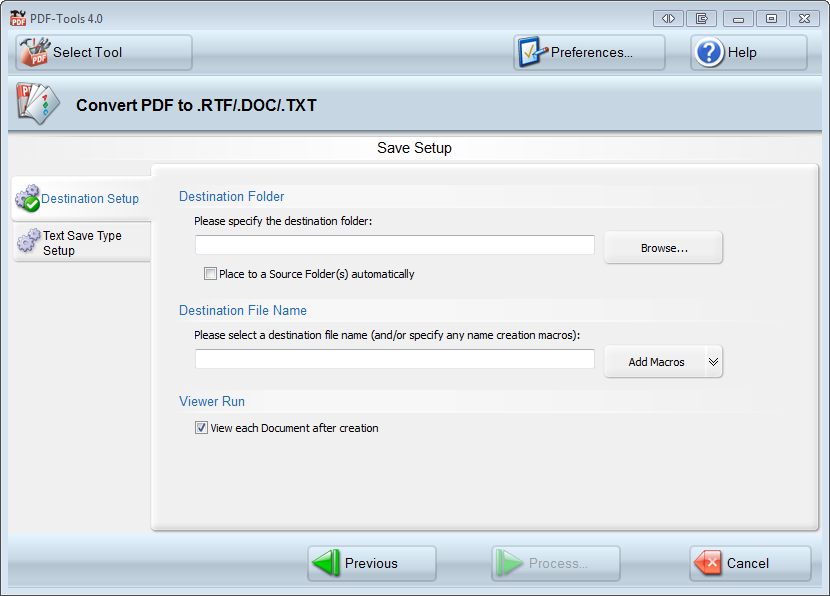 PDF-Tools 4.0
Select Tool
Preferences...
Help
Convert PDF to .RTF/.DOC/.TXT
Save Setup
Destination Setup
Text Save Type
Setup
Destination Folder
Please specify the destination folder:
Browse...
Place to a Source Folder(s) automatically
Destination File Name
Please select a destination file name (and/or specify any name creation macros):
Add Macros
Viewer Run
View each Document after creation
Previous
Process...
Cancel